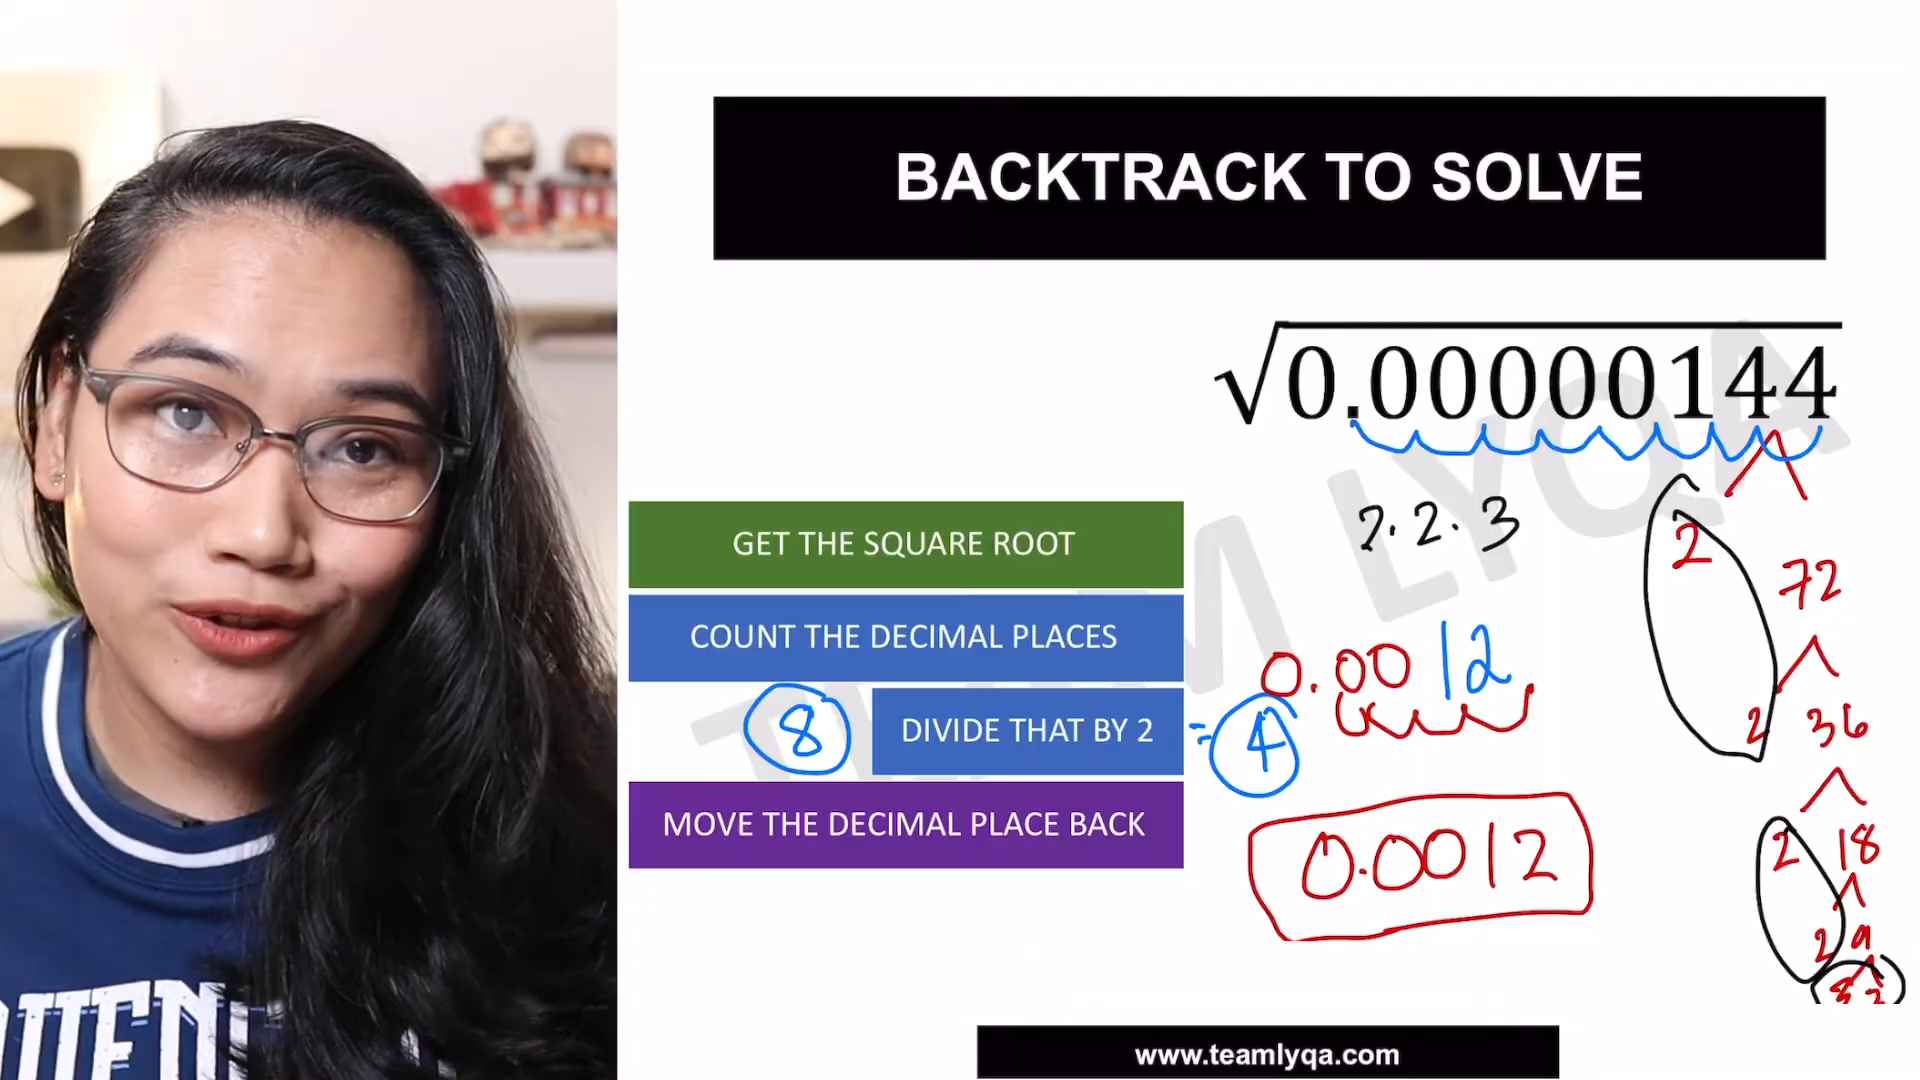 BACKTRACK TO SOLVE
√0.00000144
2·2·3
2
72
2 36
2 18
2 9
GET THE SQUARE ROOT
COUNT THE DECIMAL PLACES
0.0012
8 DIVIDE THAT BY 2 = 4
MOVE THE DECIMAL PLACE BACK
0.0012
TEAM LYQA
www.teamlyqa.com